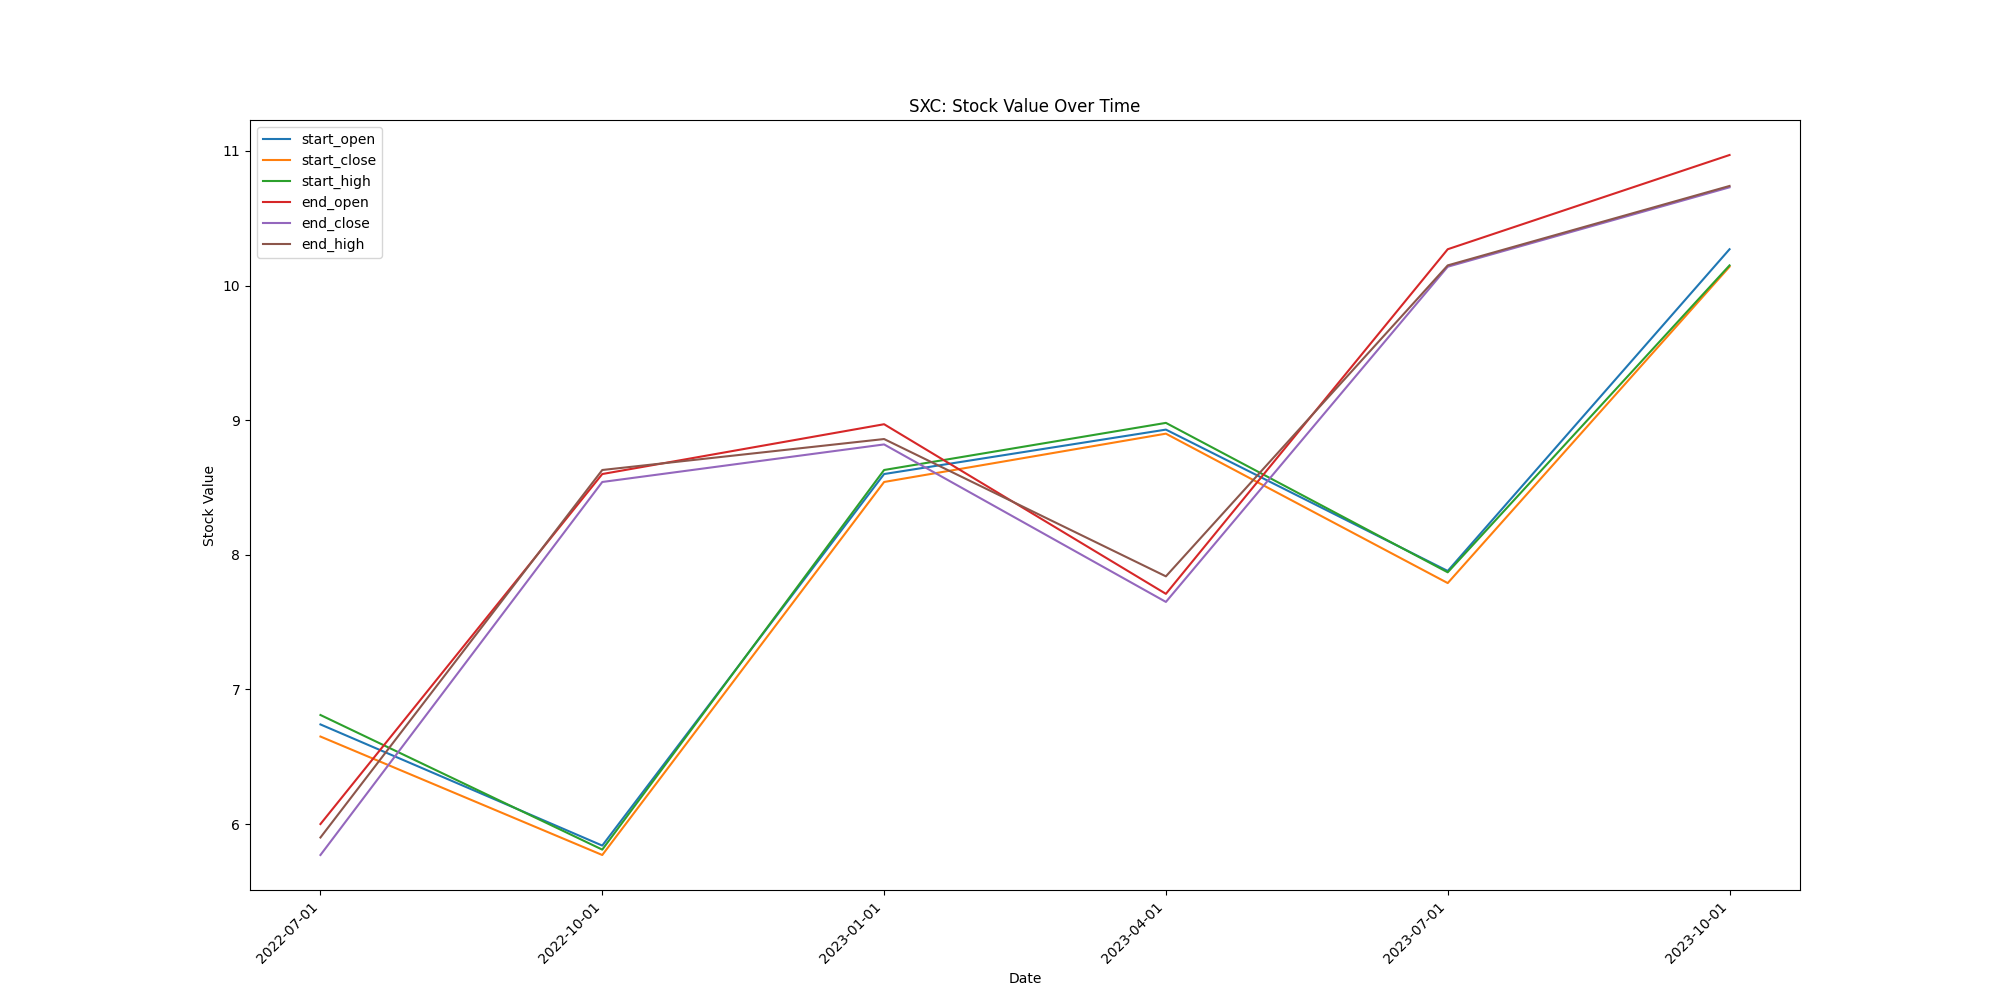 SXC: Stock Value Over Time
start_open
start_close
start_high
end_open
end_close
end_high
11
10
9
8
7
6
Stock Value
2022-07-01
2022-10-01
2023-01-01
2023-04-01
2023-07-01
2023-10-01
Date